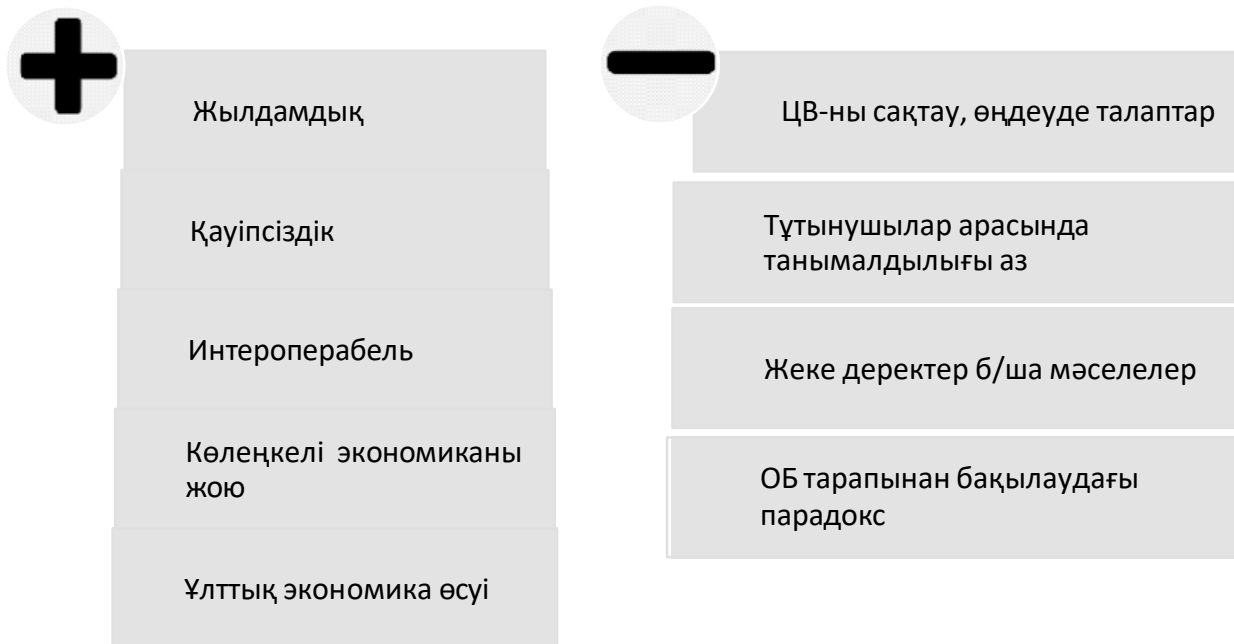 Жылдамдық
Қауіпсіздік
Интероперабель
Көлеңкелі экономиканы
жою
Ұлттық экономика өсуі
ЦВ-ны сақтау, өңдеуде талаптар
Тұтынушылар арасында
танымалдылығы аз
Жеке деректер б/ша мәселелер
ОБ тарапынан бақылаудағы
парадокс